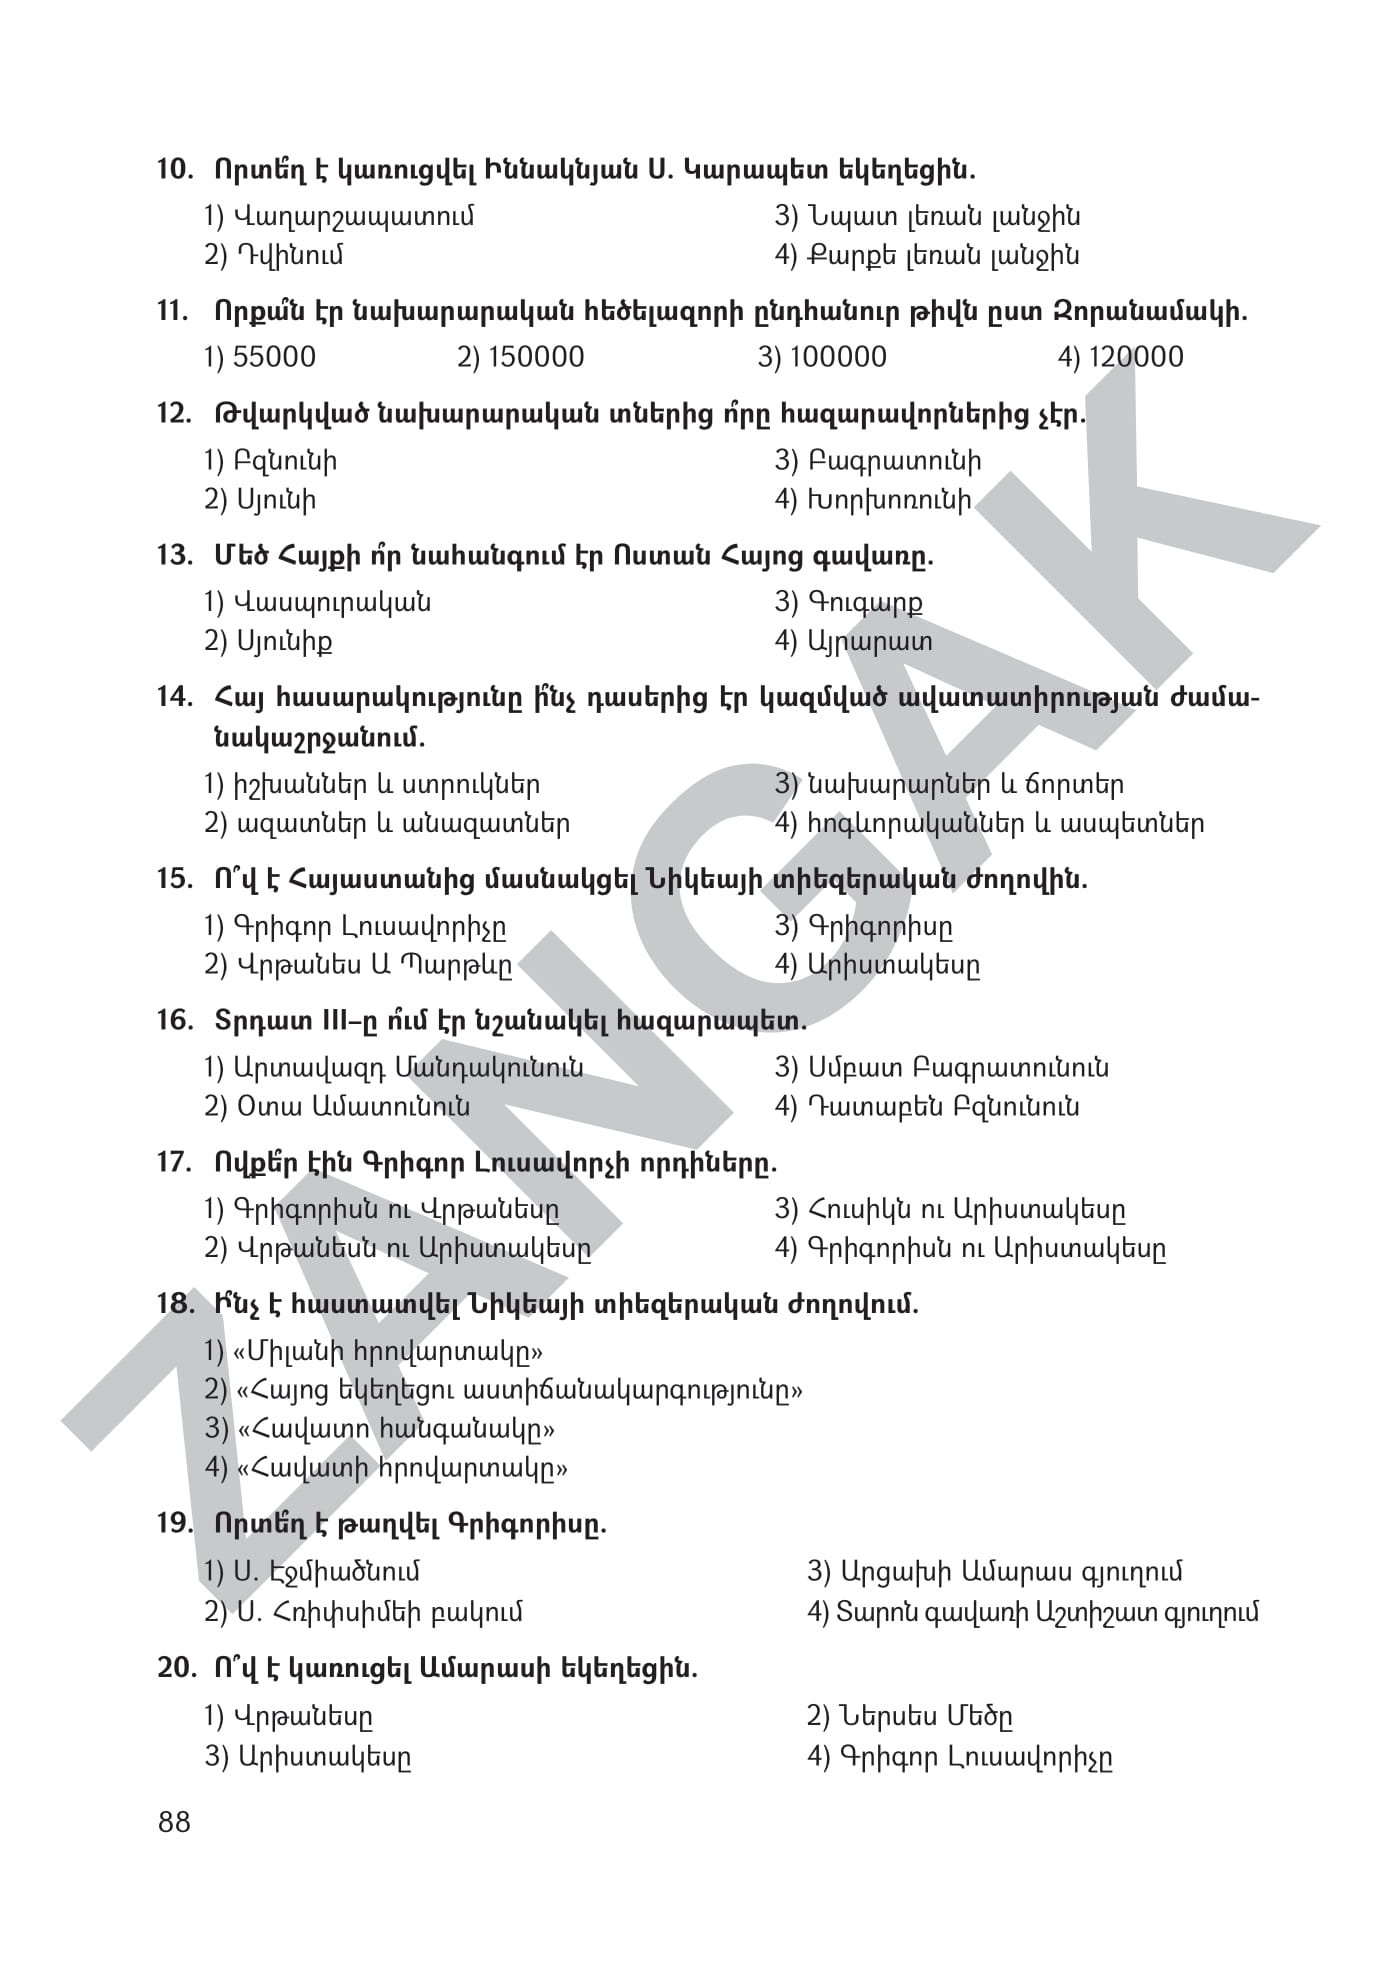 10. Որտե՞ղ է կառուցվել Իննակնյան Ս. Կարապետ եկեղեցին.
1) Վաղարշապատում 3) Նպատ լեռան լանջին
2) Դվինում 4) Քարքե լեռան լանջին
11. Որքա՞ն էր նախարարական հեծելազորի ընդհանուր թիվն ըստ Զորանամակի.
1) 55000 2) 150000 3) 100000 4) 120000
12. Թվարկված նախարարական տներից ո՞րը հազարավորներից չէր.
1) Բզնունի 3) Բագրատունի
2) Սյունի 4) Խորխոռունի
13. Մեծ Հայքի ո՞ր նահանգում էր Ոստան Հայոց գավառը.
1) Վասպուրական 3) Գուգարք
2) Սյունիք 4) Այրարատ
14. Հայ հասարակությունը ի՞նչ դասերից էր կազմված ավատատիրության ժամա-
նակաշրջանում.
1) իշխաններ և ստրուկներ 3) նախարարներ և ճորտեր
2) ազատներ և անազատներ 4) հոգևորականներ և ասպետներ
15. Ո՞վ է Հայաստանից մասնակցել Նիկեայի տիեզերական ժողովին.
1) Գրիգոր Լուսավորիչը 3) Գրիգորիսը
2) Վրթանես Ա Պարթևը 4) Արիստակեսը
16. Տրդատ III–ը ո՞ւմ էր նշանակել հազարապետ.
1) Արտավազդ Մանդակունուն 3) Սմբատ Բագրատունուն
2) Օտա Ամատունուն 4) Դատաբեն Բզնունուն
17. Ովքե՞ր էին Գրիգոր Լուսավորչի որդիները.
1) Գրիգորիսն ու Վրթանեսը 3) Հուսիկն ու Արիստակեսը
2) Վրթանեսն ու Արիստակեսը 4) Գրիգորիսն ու Արիստակեսը
18. Ի՞նչ է հաստատվել Նիկեայի տիեզերական ժողովում.
1) «Միլանի հրովարտակը»
2) «Հայոց եկեղեցու աստիճանակարգությունը»
3) «Հավատո հանգանակը»
4) «Հավատի հրովարտակը»
19. Որտե՞ղ է թաղվել Գրիգորիսը.
1) Ս. Էջմիածնում 3) Արցախի Ամարաս գյուղում
2) Ս. Հռիփսիմեի բակում 4) Տարոն գավառի Աշտիշատ գյուղում
20. Ո՞վ է կառուցել Ամարասի եկեղեցին.
1) Վրթանեսը 2) Ներսես Մեծը
3) Արիստակեսը 4) Գրիգոր Լուսավորիչը
88
ZANGAK